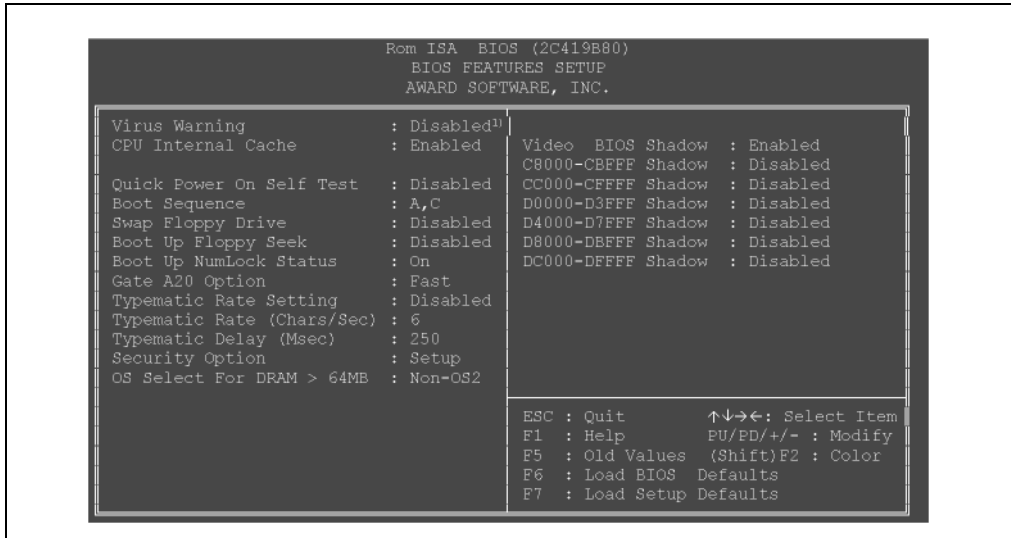 Rom ISA BIOS (2C419B80)
BIOS FEATURES SETUP
AWARD SOFTWARE, INC.
Virus Warning : Disabled1)
CPU Internal Cache : Enabled
Quick Power On Self Test : Disabled
Boot Sequence : A,C
Swap Floppy Drive : Disabled
Boot Up Floppy Seek : Disabled
Boot Up NumLock Status : On
Gate A20 Option : Fast
Typematic Rate Setting : Disabled
Typematic Rate (Chars/Sec) : 6
Typematic Delay (Msec) : 250
Security Option : Setup
OS Select For DRAM > 64MB : Non-OS2
Video BIOS Shadow : Enabled
C8000-CBFFF Shadow : Disabled
CC000-CFFFF Shadow : Disabled
D0000-D3FFF Shadow : Disabled
D4000-D7FFF Shadow : Disabled
D8000-DBFFF Shadow : Disabled
DC000-DFFFF Shadow : Disabled
ESC : Quit ↑↓→←: Select Item
F1 : Help PU/PD/+/- : Modify
F5 : Old Values (Shift)F2 : Color
F6 : Load BIOS Defaults
F7 : Load Setup Defaults